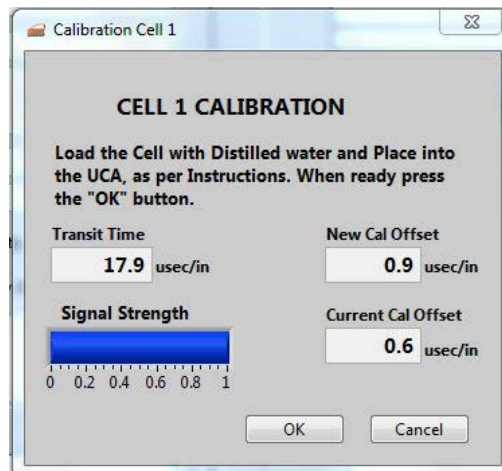 Calibration Cell 1
CELL 1 CALIBRATION
Load the Cell with Distilled water and Place into
the UCA, as per Instructions. When ready press
the "OK" button.
Transit Time
17.9 usec/in
New Cal Offset
0.9 usec/in
Signal Strength
0 0.2 0.4 0.6 0.8 1
Current Cal Offset
0.6 usec/in
OK
Cancel